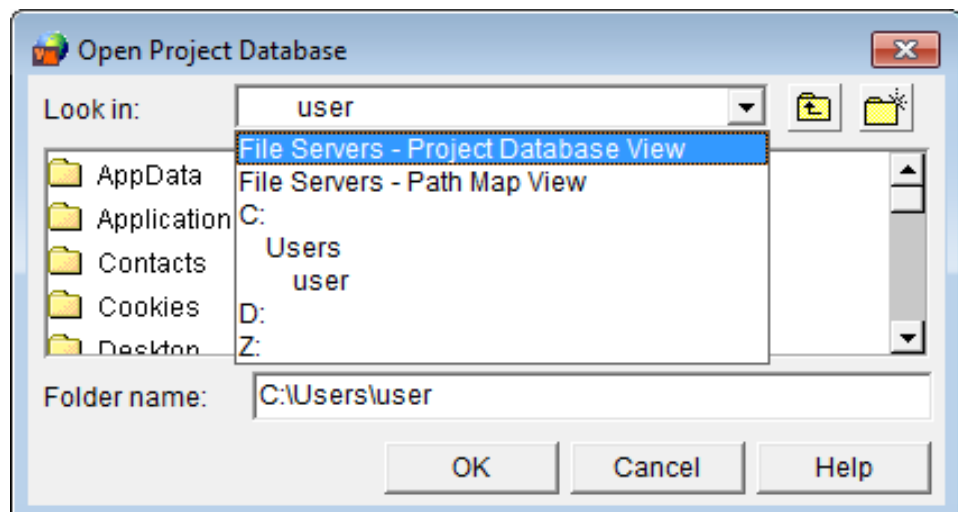 Open Project Database
Look in: user
File Servers - Project Database View
AppData
File Servers - Path Map View
Application
C:
Users
Contacts
user
Cookies
D:
Desktop
Z:
Folder name: C:\Users\user
OK Cancel Help